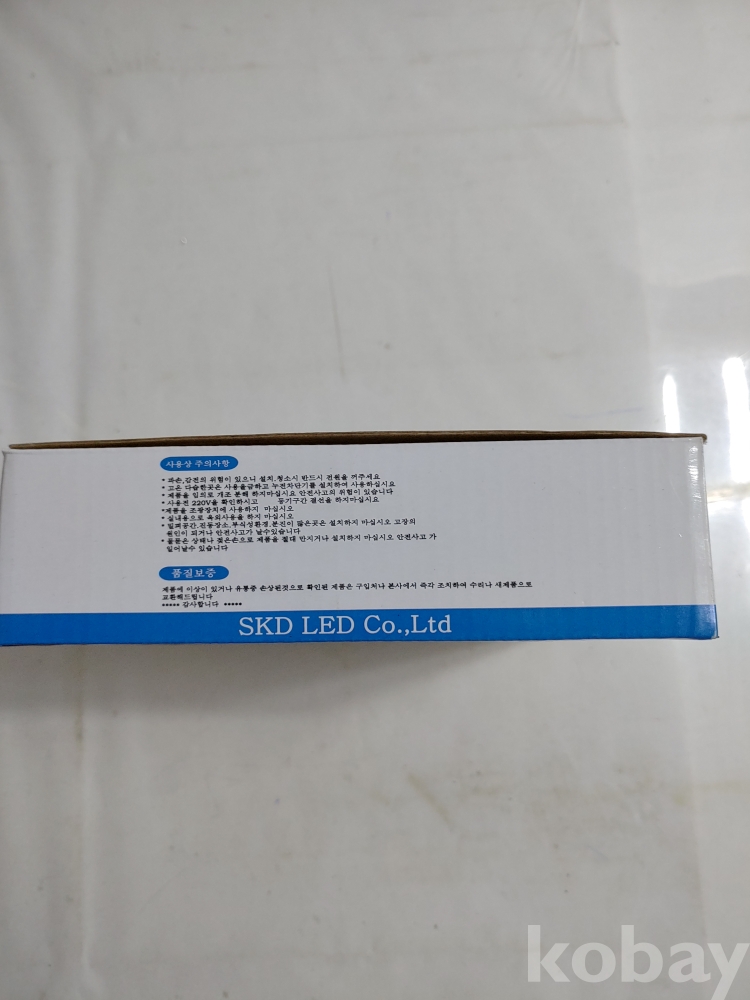 사용상 주의사항
* 파손,감전의 위험이 있으니 설치,청소시 반드시 전원을 꺼주세요
* 고온 다습한곳은 사용을금하고 누전차단기를 설치하여 사용하십시요
* 제품을 임의로 개조 분해 하지마십시요 안전사고의 위험이 있습니다
* 사용전 220V을 확인하시고 등기구간 결선을 하지마십시요
*제품을 조광장치에 사용하지 마십시오
* 실내용으로 옥외사용을 하지 마십시오
* 밀폐공간,진동장소,부식성환경,분진이 많은곳은 설치하지 마십시오 고장의
원인이 되거나 안전사고가 날수있습니다
* 상태나 젖은손으로 제품을 절대 만지거나 설치하지 마십시오 안전사고 가
일어날수 있습니다
품질보증
제품에 이상이 있거나 유통중 손상된것으로 확인된 제품은 구입처나 본사에서 즉각 조치하여 수리나 새제품으로
교환해드립니다
***** 감사합니다 *****
SKD LED Co.,Ltd
kobay